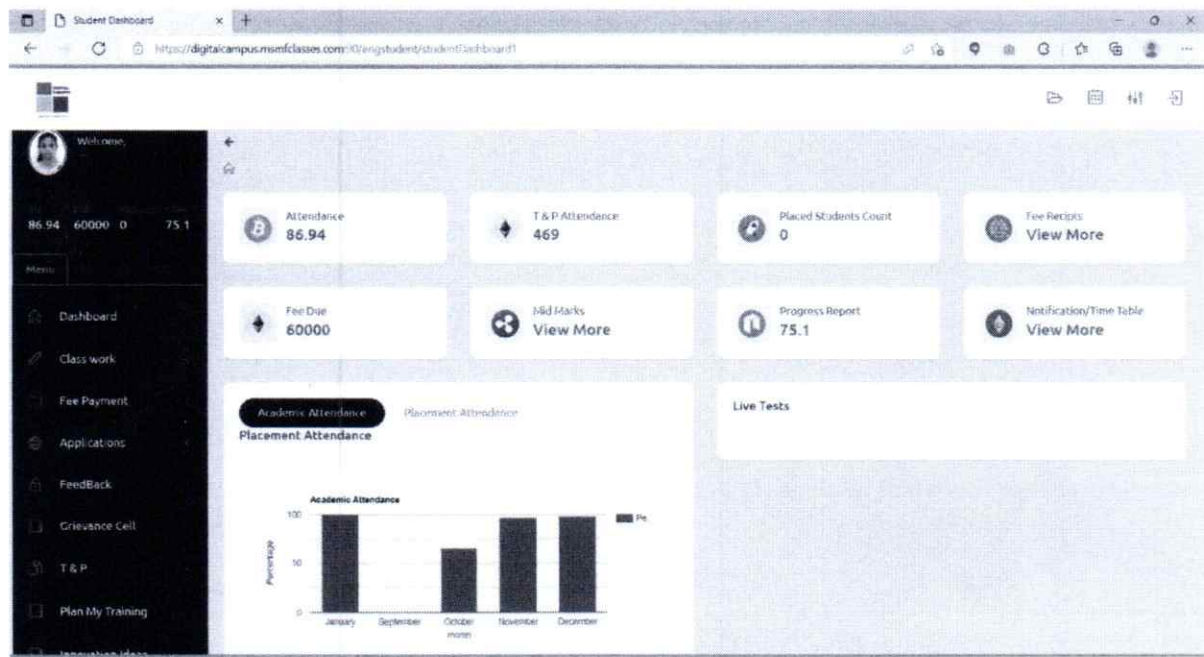 Student Dashboard
https://digitalcampus.msmfclasses.com
Welcome,
86.94 60000 0 75.1
Menu
Dashboard
Class work
Fee Payment
Applications
FeedBack
Grievance Cell
T & P
Plan My Training
Innovation Ideas
Attendance
86.94
T & P Attendance
469
Placed Students Count
0
Fee Recipts
View More
Fee Due
60000
Mid Marks
View More
Progress Report
75.1
Notification/Time Table
View More
Academic Attendance Placement Attendance
Placement Attendance
Live Tests
Academic Attendance
Pe.
Percentage
100
50
0
January September October November December
month